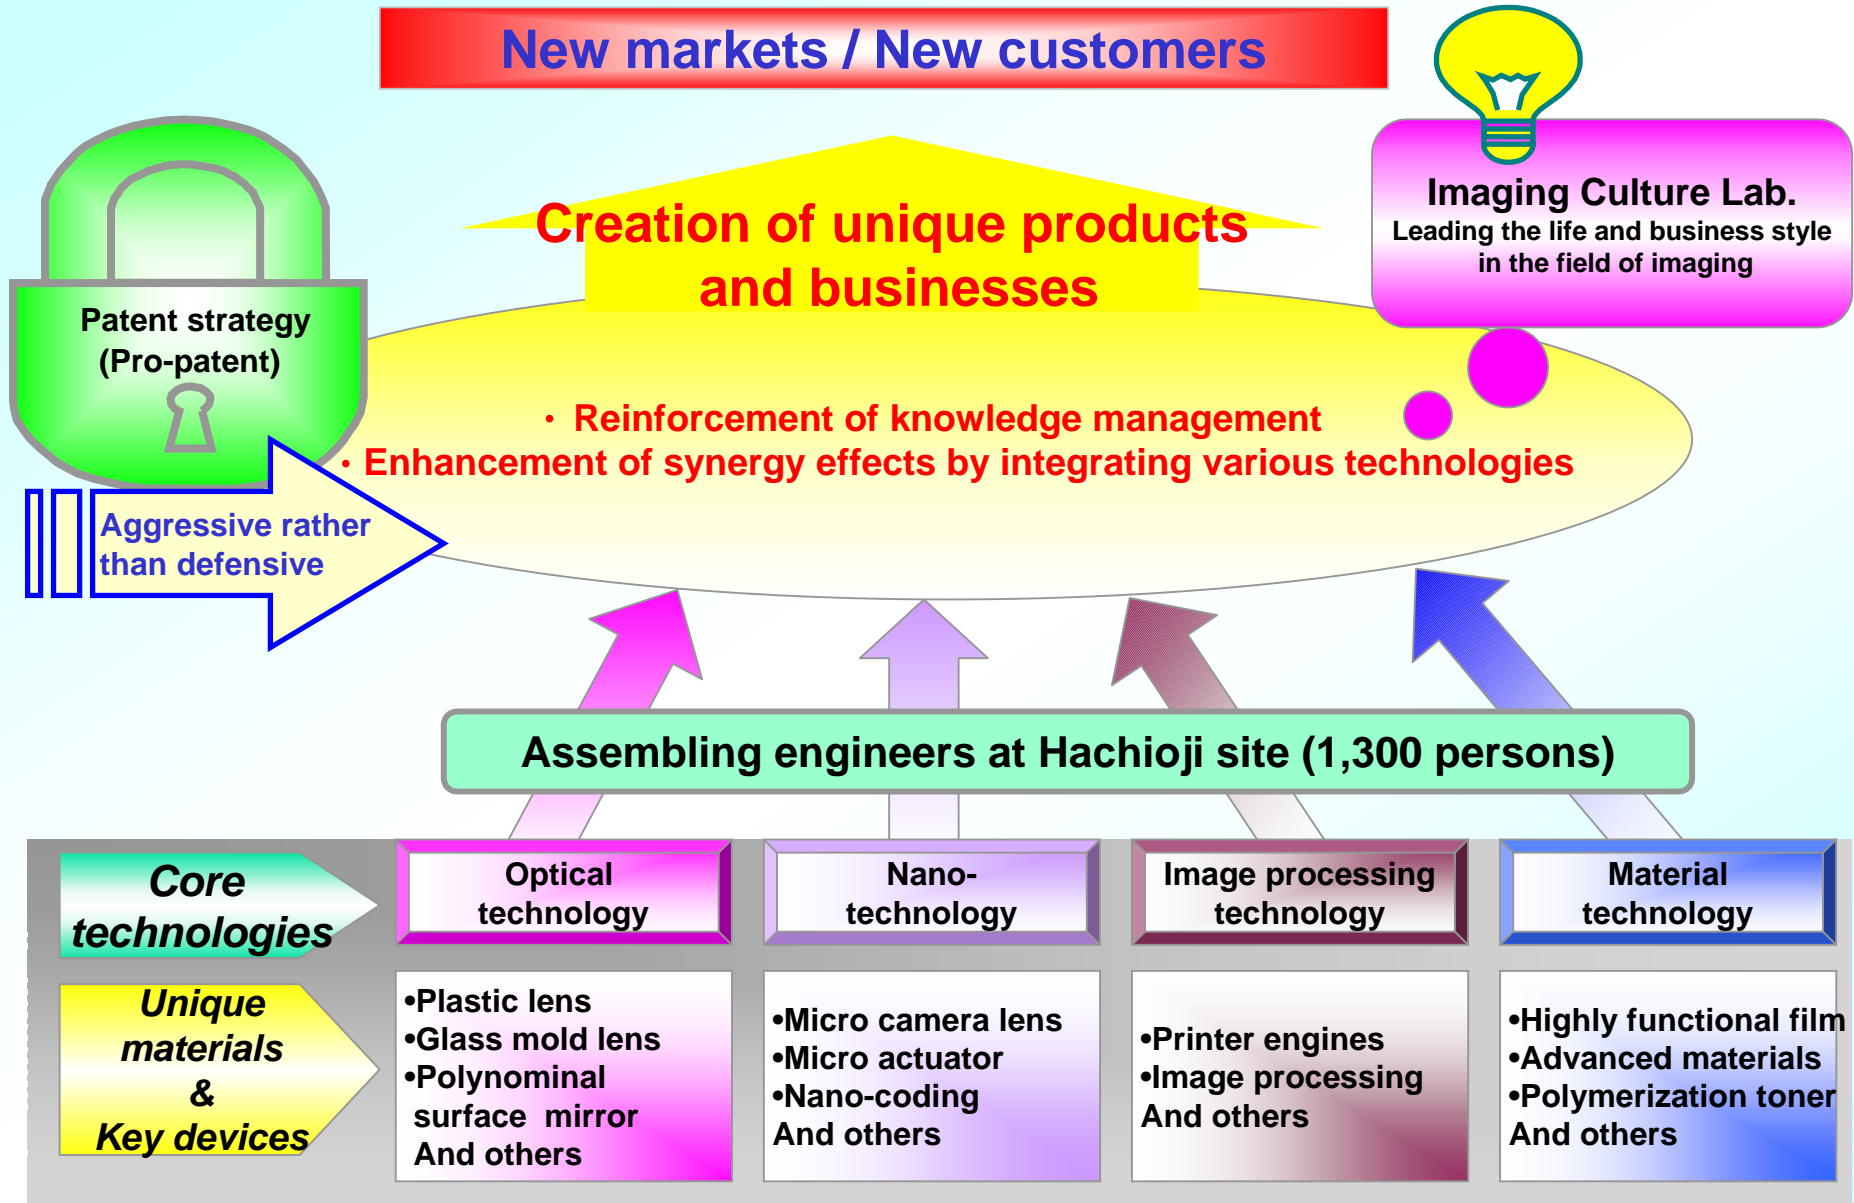 New markets / New customers
Imaging Culture Lab.
Leading the life and business style
in the field of imaging
Creation of unique products
and businesses
Patent strategy
(Pro-patent)
・ Reinforcement of knowledge management
・ Enhancement of synergy effects by integrating various technologies
Aggressive rather
than defensive
Assembling engineers at Hachioji site (1,300 persons)
Core
technologies
Optical
technology
Nano-
technology
Image processing
technology
Material
technology
Unique
materials
&
Key devices
•Plastic lens
•Glass mold lens
•Polynominal
surface mirror
And others
•Micro camera lens
•Micro actuator
•Nano-coding
And others
•Printer engines
•Image processing
And others
•Highly functional film
•Advanced materials
•Polymerization toner
And others